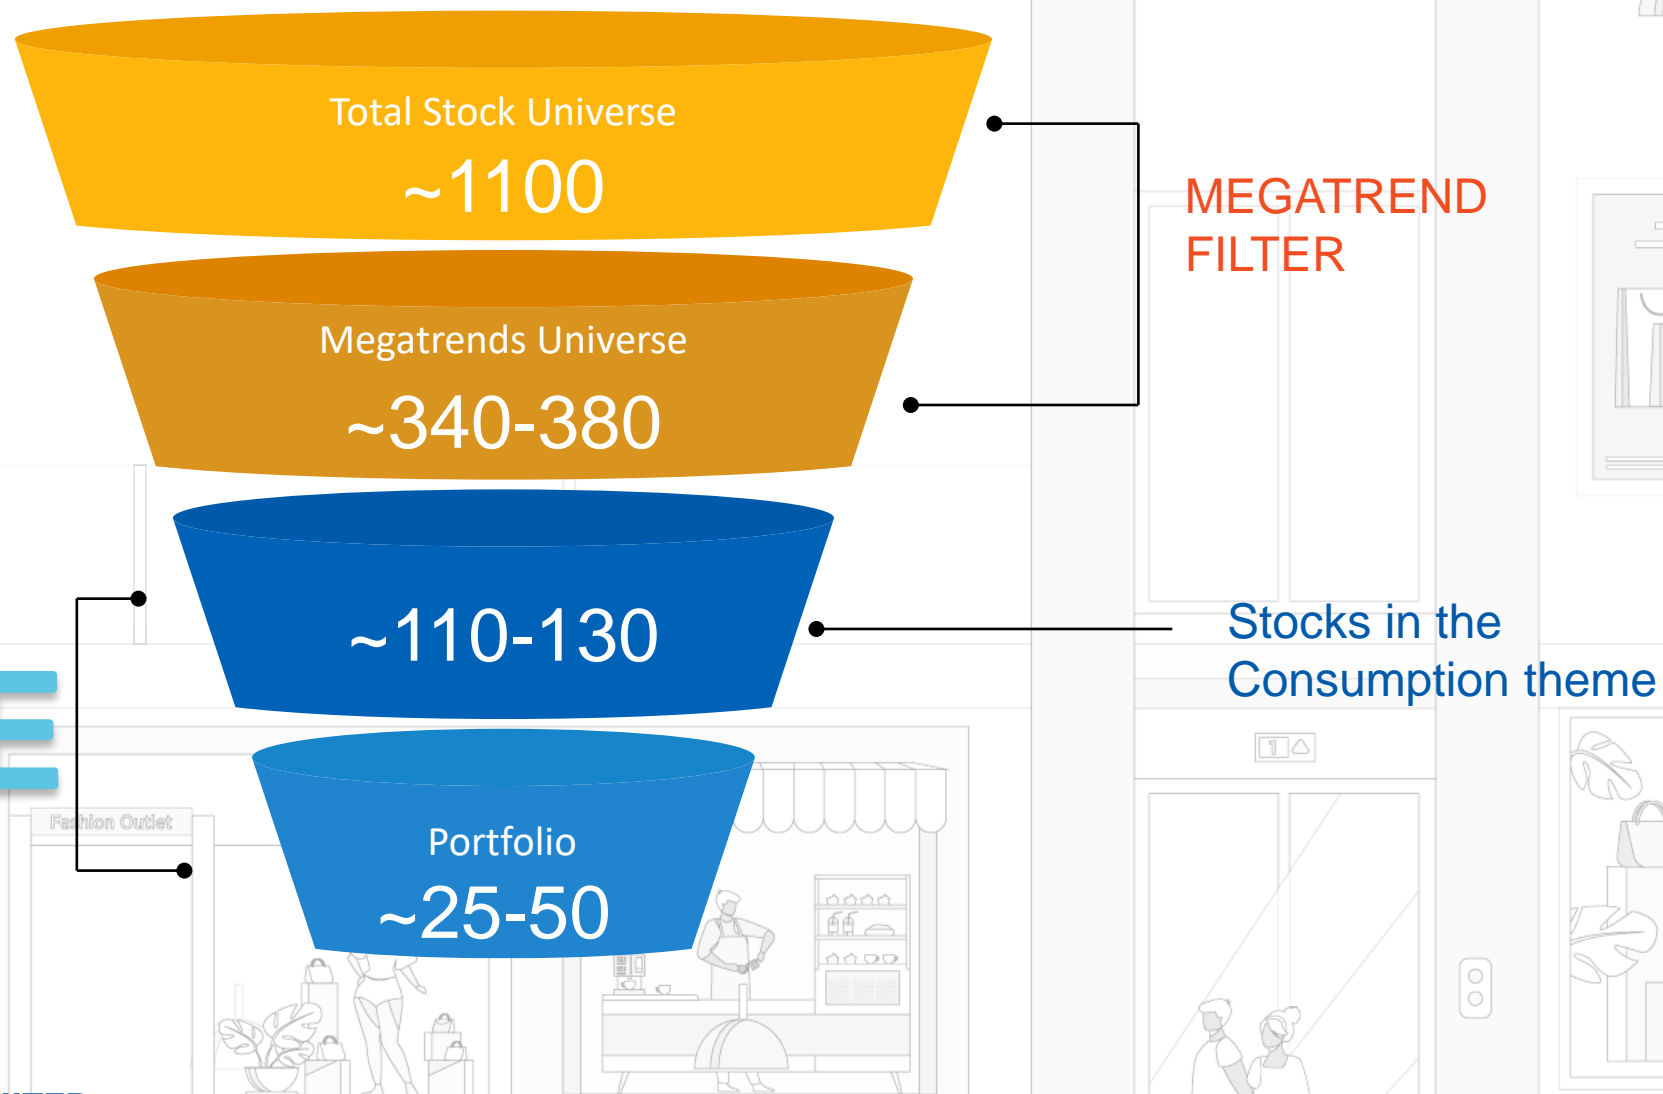 Total Stock Universe
~1100
MEGATREND
FILTER
Megatrends Universe
~340-380
~110-130
Stocks in the
Consumption theme
1
Fashion Outlet
Portfolio
~25-50